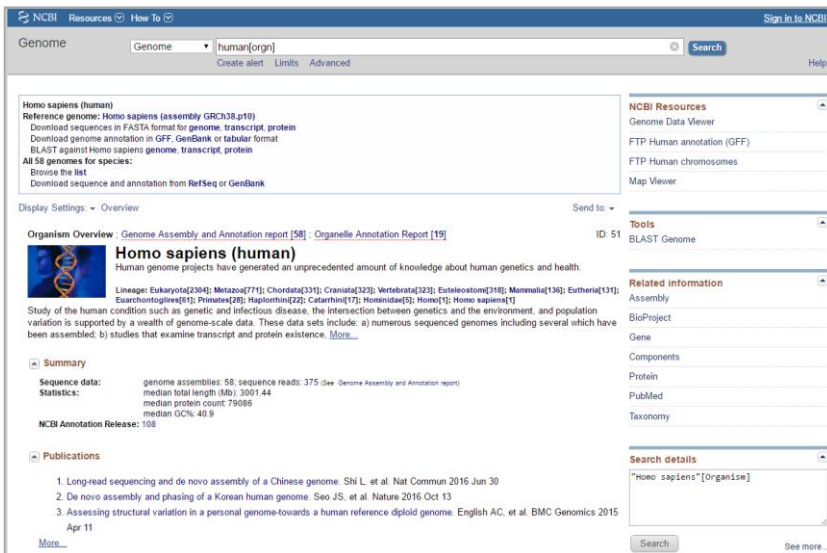 NCBI Resources How To Sign in to NCBI
Genome Genome human[orgn] Search
Create alert Limits Advanced Help
Homo sapiens (human)
Reference genome: Homo sapiens (assembly GRCh38.p10)
Download sequences in FASTA format for genome, transcript, protein
Download genome annotation in GFF, GenBank or tabular format
BLAST against Homo sapiens genome, transcript, protein
All 58 genomes for species:
Browse the list
Download sequence and annotation from RefSeq or GenBank
Display Settings: Overview Send to:
Organism Overview ; Genome Assembly and Annotation report [58] ; Organelle Annotation Report [19] ID: 51
Homo sapiens (human)
Human genome projects have generated an unprecedented amount of knowledge about human genetics and health.
Lineage: Eukaryota[2304]; Metazoa[771]; Chordata[331]; Craniata[323]; Vertebrata[323]; Euteleostomi[318]; Mammalia[136]; Eutheria[131];
Euarchontoglires[61]; Primates[28]; Haplorrhini[22]; Catarrhini[17]; Hominidae[5]; Homo[1]; Homo sapiens[1]
Study of the human condition such as genetic and infectious disease, the intersection between genetics and the environment, and population
variation is supported by a wealth of genome-scale data. These data sets include: a) numerous sequenced genomes including several which have
been assembled; b) studies that examine transcript and protein existence. More...
Summary
Sequence data: genome assemblies: 58; sequence reads: 375 (See Genome Assembly and Annotation report)
Statistics: median total length (Mb): 3001.44
median protein count: 79086
median GC%: 40.9
NCBI Annotation Release: 108
Publications
1. Long-read sequencing and de novo assembly of a Chinese genome. Shi L, et al. Nat Commun 2016 Jun 30
2. De novo assembly and phasing of a Korean human genome. Seo JS, et al. Nature 2016 Oct 13
3. Assessing structural variation in a personal genome-towards a human reference diploid genome. English AC, et al. BMC Genomics 2015
Apr 11
More...
NCBI Resources
Genome Data Viewer
FTP Human annotation (GFF)
FTP Human chromosomes
Map Viewer
Tools
BLAST Genome
Related information
Assembly
BioProject
Gene
Components
Protein
PubMed
Taxonomy
Search details
"Homo sapiens"[Organism]
Search See more...